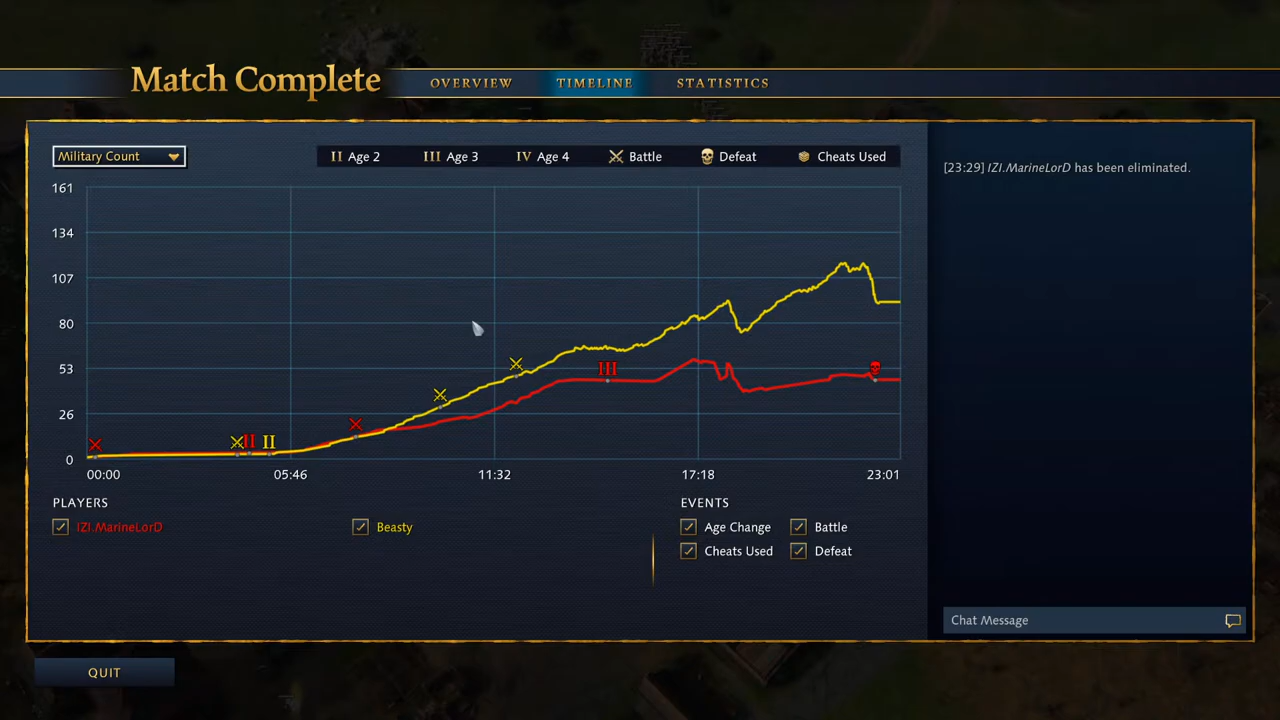 Match Complete
OVERVIEW
TIMELINE
STATISTICS
Military Count
II Age 2
III Age 3
IV Age 4
Battle
Defeat
Cheats Used
[23:29] IZI.MarineLorD has been eliminated.
161
134
107
80
53
26
0
III
II
II
00:00
05:46
11:32
17:18
23:01
PLAYERS
IZI.MarineLorD
Beasty
EVENTS
Age Change
Battle
Cheats Used
Defeat
Chat Message
QUIT